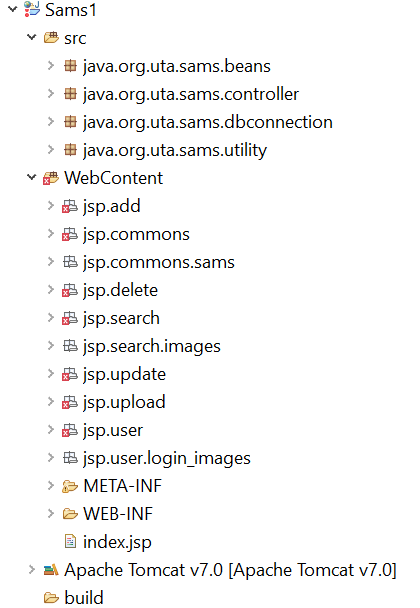 Sams1
src
java.org.uta.sams.beans
java.org.uta.sams.controller
java.org.uta.sams.dbconnection
java.org.uta.sams.utility
WebContent
jsp.add
jsp.commons
jsp.commons.sams
jsp.delete
jsp.search
jsp.search.images
jsp.update
jsp.upload
jsp.user
jsp.user.login_images
META-INF
WEB-INF
index.jsp
Apache Tomcat v7.0 [Apache Tomcat v7.0]
build